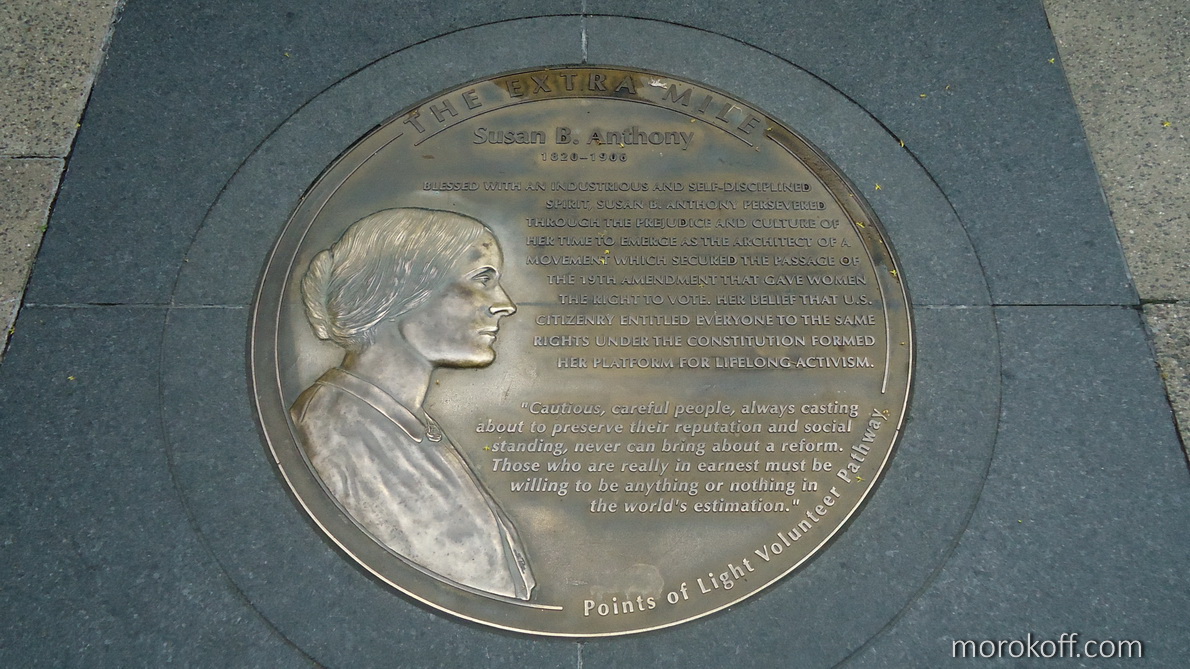 THE EXTRA MILE
Susan B. Anthony
1820–1906
BLESSED WITH AN INDUSTRIOUS AND SELF-DISCIPLINED
SPIRIT, SUSAN B. ANTHONY PERSEVERED
THROUGH THE PREJUDICE AND CULTURE OF
HER TIME TO EMERGE AS THE ARCHITECT OF A
MOVEMENT WHICH SECURED THE PASSAGE OF
THE 19TH AMENDMENT THAT GAVE WOMEN
THE RIGHT TO VOTE. HER BELIEF THAT U.S.
CITIZENRY ENTITLED EVERYONE TO THE SAME
RIGHTS UNDER THE CONSTITUTION FORMED
HER PLATFORM FOR LIFELONG ACTIVISM.
"Cautious, careful people, always casting
about to preserve their reputation and social
standing, never can bring about a reform.
Those who are really in earnest must be
willing to be anything or nothing in
the world's estimation."
Points of Light Volunteer Pathway
morokoff.com